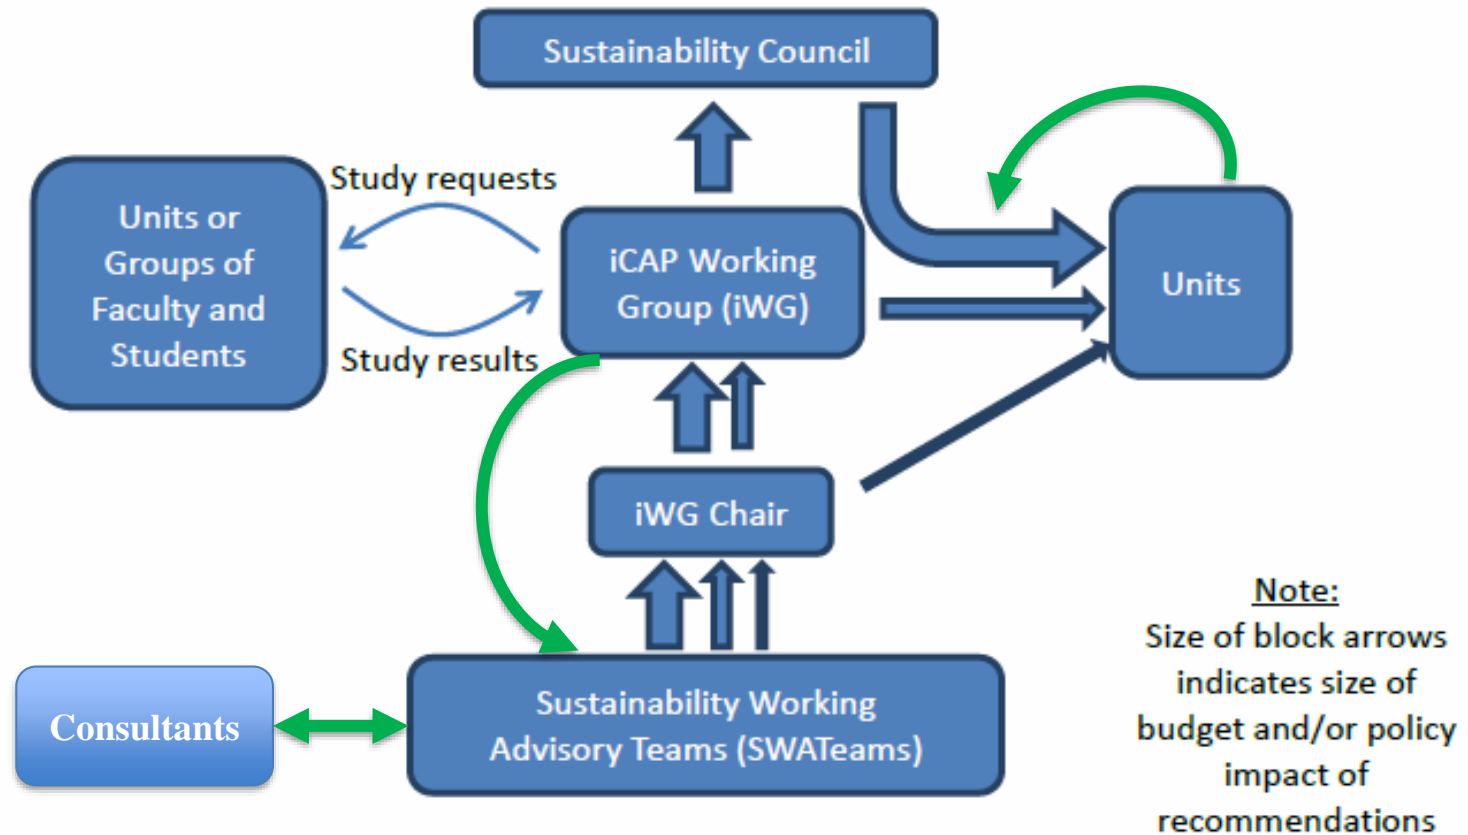 Sustainability Council
Study requests
Units or
Groups of
Faculty and
Students
iCAP Working
Group (iWG)
Units
Study results
iWG Chair
Note:
Size of block arrows
indicates size of
budget and/or policy
impact of
recommendations
Consultants
Sustainability Working
Advisory Teams (SWATeams)